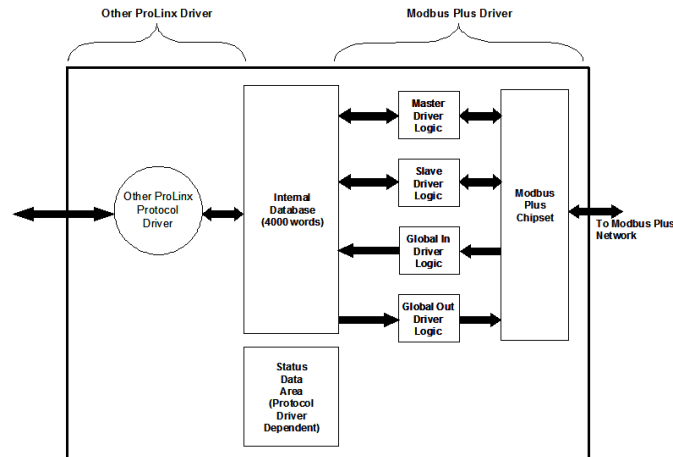 Other ProLinx Driver
Modbus Plus Driver
Master
Driver
Logic
Slave
Driver
Logic
Other ProLinx
Protocol
Driver
Internal
Database
(4000 words)
Modbus
Plus
Chipset
To Modbus Plus
Network
Global In
Driver
Logic
Global Out
Driver
Logic
Status
Data
Area
(Protocol
Driver
Dependent)